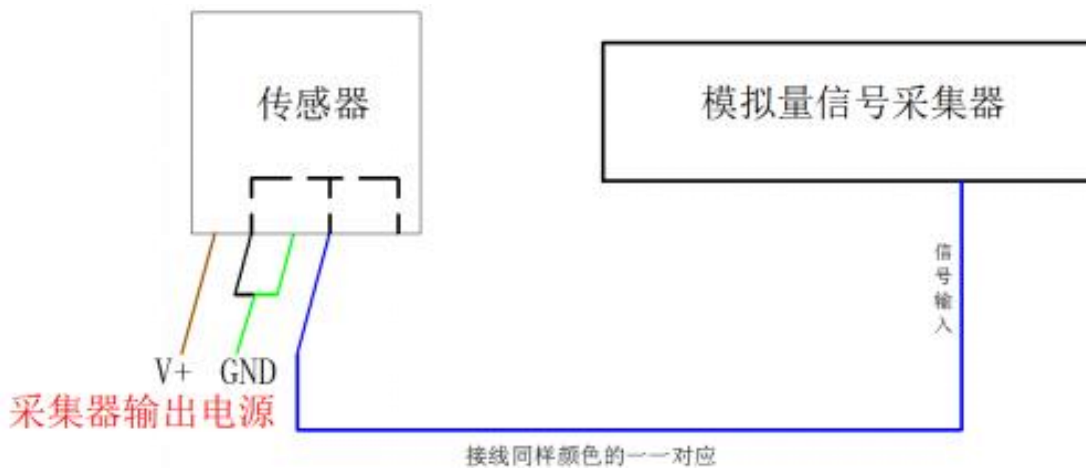 传感器
模拟量信号采集器
信号输入
V+ GND
采集器输出电源
接线同样颜色的一一对应